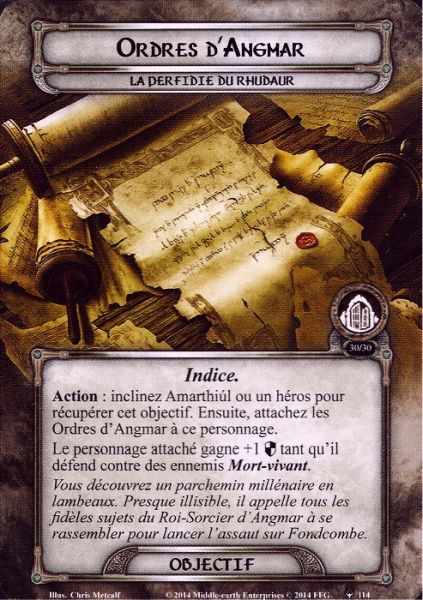 Ordres d'Angmar
La Perfidie du Rhudaur
30/30
Indice.
Action : inclinez Amarthiúl ou un héros pour
récupérer cet objectif. Ensuite, attachez les
Ordres d'Angmar à ce personnage.
Le personnage attaché gagne +1 tant qu'il
défend contre des ennemis Mort-vivant.
Vous découvrez un parchemin millénaire en
lambeaux. Presque illisible, il appelle tous les
fidèles sujets du Roi-Sorcier d'Angmar à se
rassembler pour lancer l'assaut sur Fondcombe.
OBJECTIF
Illus. Chris Metcalf © 2014 Middle-earth Enterprises © 2014 FFG 114